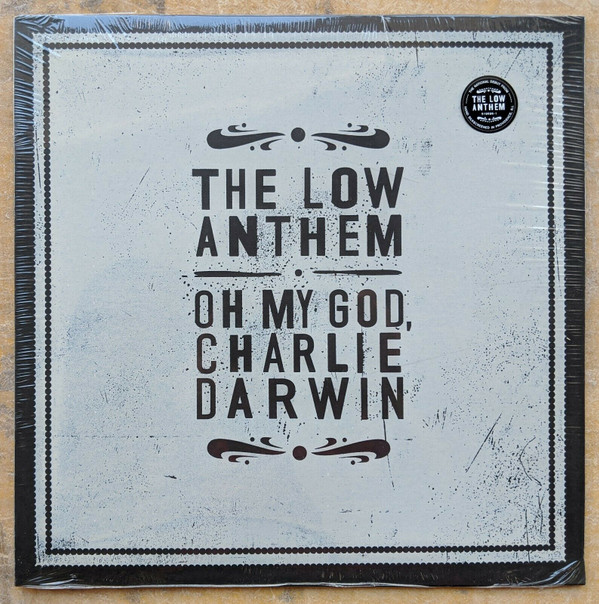 THE LOW
ANTHEM
THE LOW
ANTHEM
OH MY GOD,
CHARLIE
DARWIN